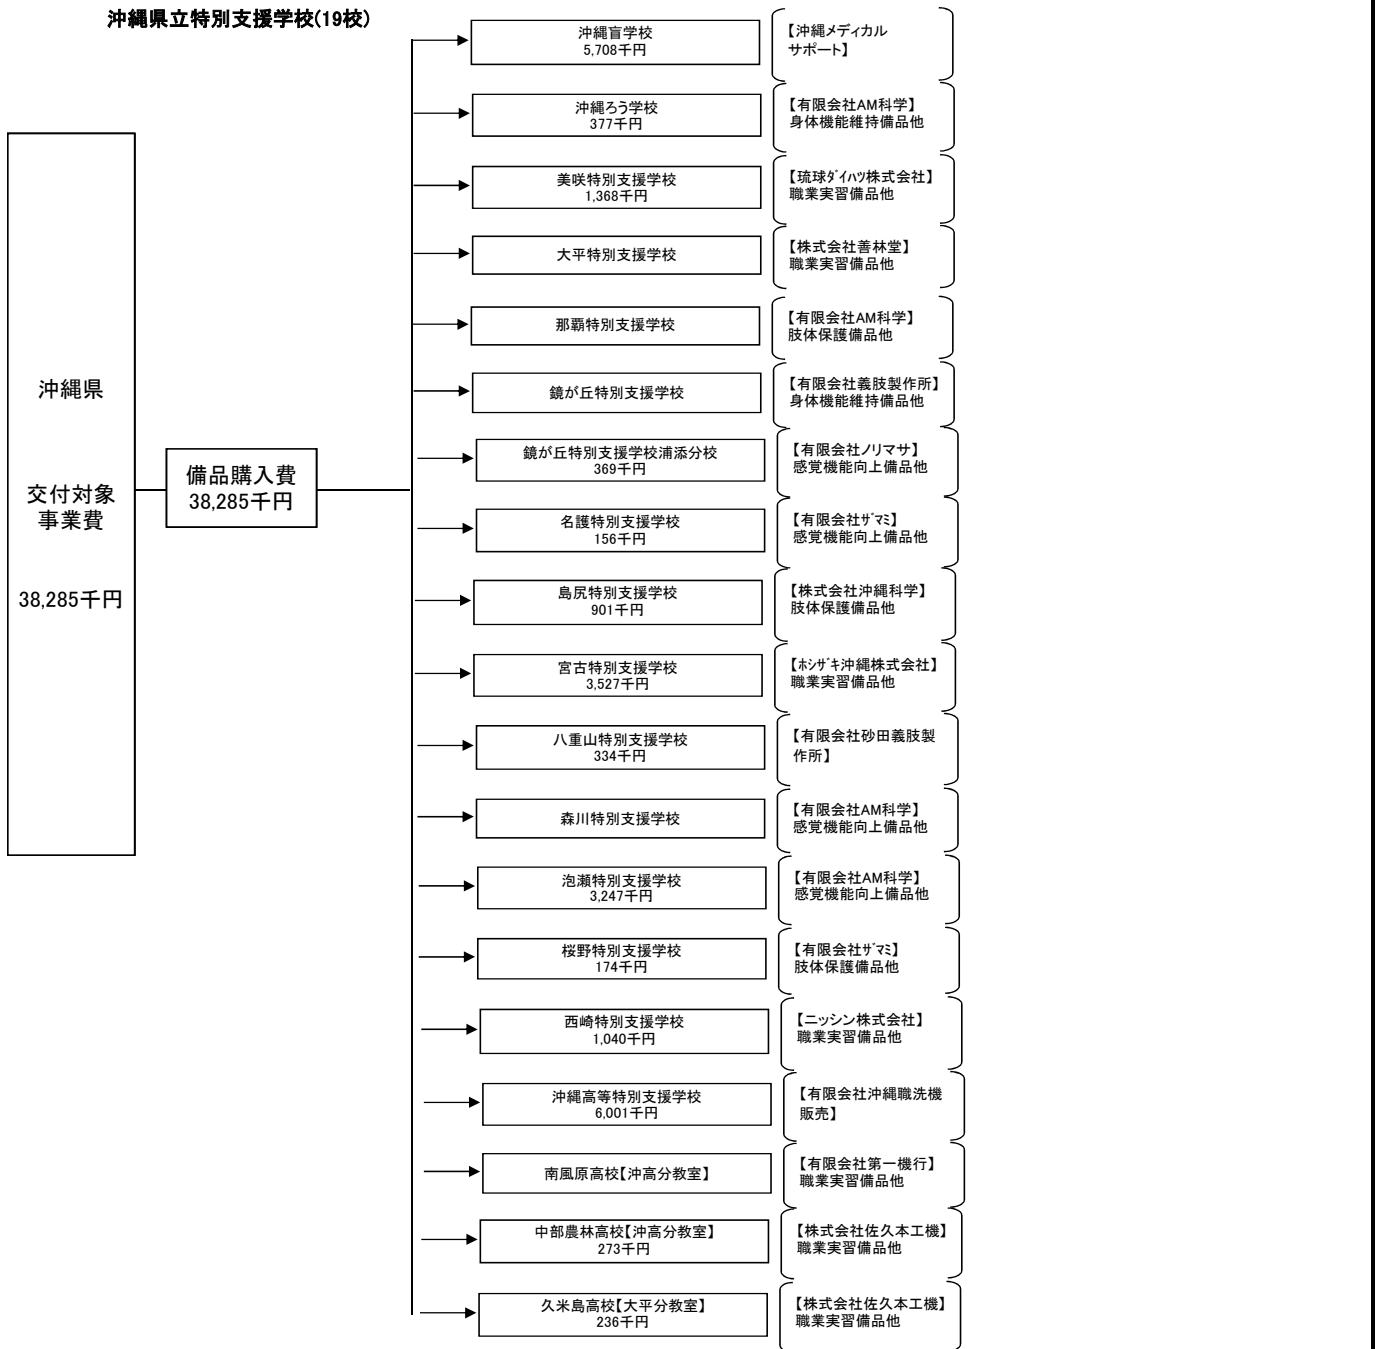 沖縄県立特別支援学校(19校)
沖縄県
交付対象
事業費
38,285千円
備品購入費
38,285千円
沖縄盲学校
5,708千円
【沖縄メディカル
サポート】
沖縄ろう学校
377千円
【有限会社AM科学】
身体機能維持備品他
美咲特別支援学校
1,368千円
【琉球ﾀﾞｲﾊﾂ株式会社】
職業実習備品他
大平特別支援学校
【株式会社善林堂】
職業実習備品他
那覇特別支援学校
【有限会社AM科学】
肢体保護備品他
鏡が丘特別支援学校
【有限会社義肢製作所】
身体機能維持備品他
鏡が丘特別支援学校浦添分校
369千円
【有限会社ノリマサ】
感覚機能向上備品他
名護特別支援学校
156千円
【有限会社ｻﾞﾏﾐ】
感覚機能向上備品他
島尻特別支援学校
901千円
【株式会社沖縄科学】
肢体保護備品他
宮古特別支援学校
3,527千円
【ﾎｼｻﾞｷ沖縄株式会社】
職業実習備品他
八重山特別支援学校
334千円
【有限会社砂田義肢製
作所】
森川特別支援学校
【有限会社AM科学】
感覚機能向上備品他
泡瀬特別支援学校
3,247千円
【有限会社AM科学】
感覚機能向上備品他
桜野特別支援学校
174千円
【有限会社ｻﾞﾏﾐ】
肢体保護備品他
西崎特別支援学校
1,040千円
【ニッシン株式会社】
職業実習備品他
沖縄高等特別支援学校
6,001千円
【有限会社沖縄職洗機
販売】
南風原高校【沖高分教室】
【有限会社第一機行】
職業実習備品他
中部農林高校【沖高分教室】
273千円
【株式会社佐久本工機】
職業実習備品他
久米島高校【大平分教室】
236千円
【株式会社佐久本工機】
職業実習備品他